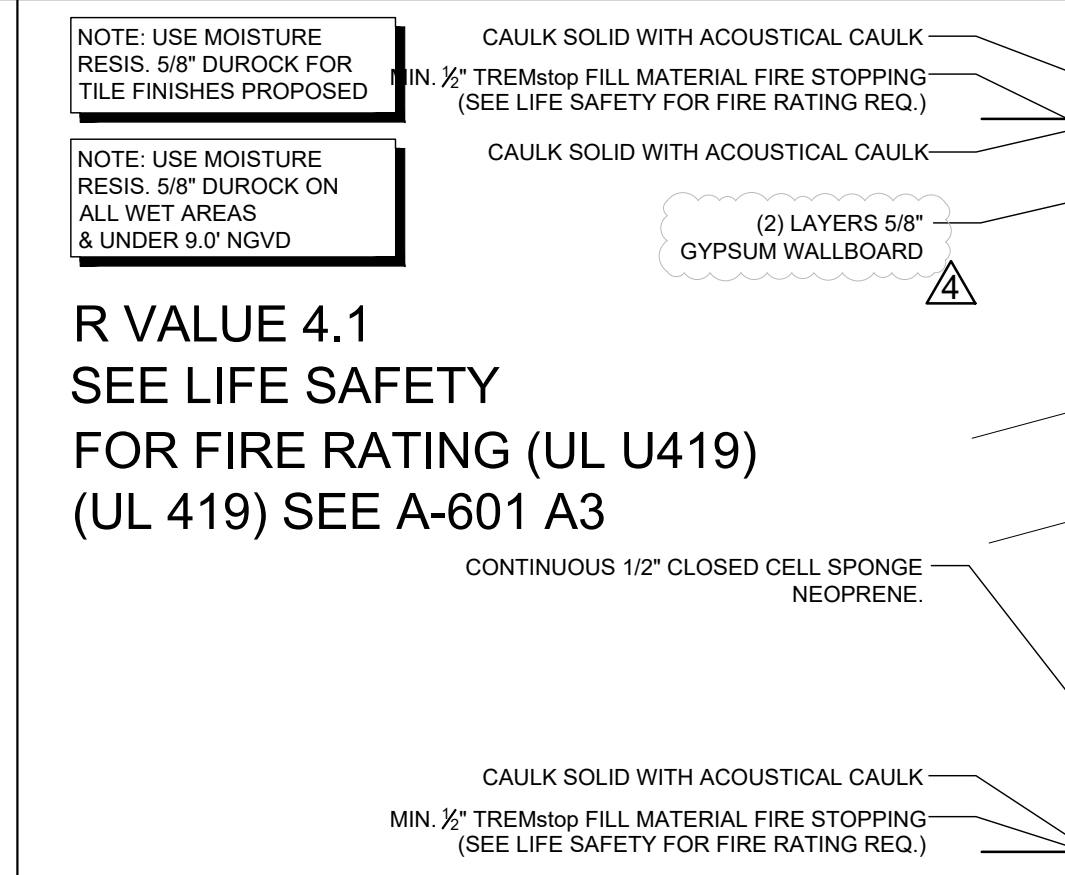 NOTE: USE MOISTURE
RESIS. 5/8" DUROCK FOR
TILE FINISHES PROPOSED
NOTE: USE MOISTURE
RESIS. 5/8" DUROCK ON
ALL WET AREAS
& UNDER 9.0' NGVD
CAULK SOLID WITH ACOUSTICAL CAULK
MIN. ½" TREMstop FILL MATERIAL FIRE STOPPING
(SEE LIFE SAFETY FOR FIRE RATING REQ.)
CAULK SOLID WITH ACOUSTICAL CAULK
(2) LAYERS 5/8"
GYPSUM WALLBOARD
4
R VALUE 4.1
SEE LIFE SAFETY
FOR FIRE RATING (UL U419)
(UL 419) SEE A-601 A3
CONTINUOUS 1/2" CLOSED CELL SPONGE
NEOPRENE.
CAULK SOLID WITH ACOUSTICAL CAULK
MIN. ½" TREMstop FILL MATERIAL FIRE STOPPING
(SEE LIFE SAFETY FOR FIRE RATING REQ.)